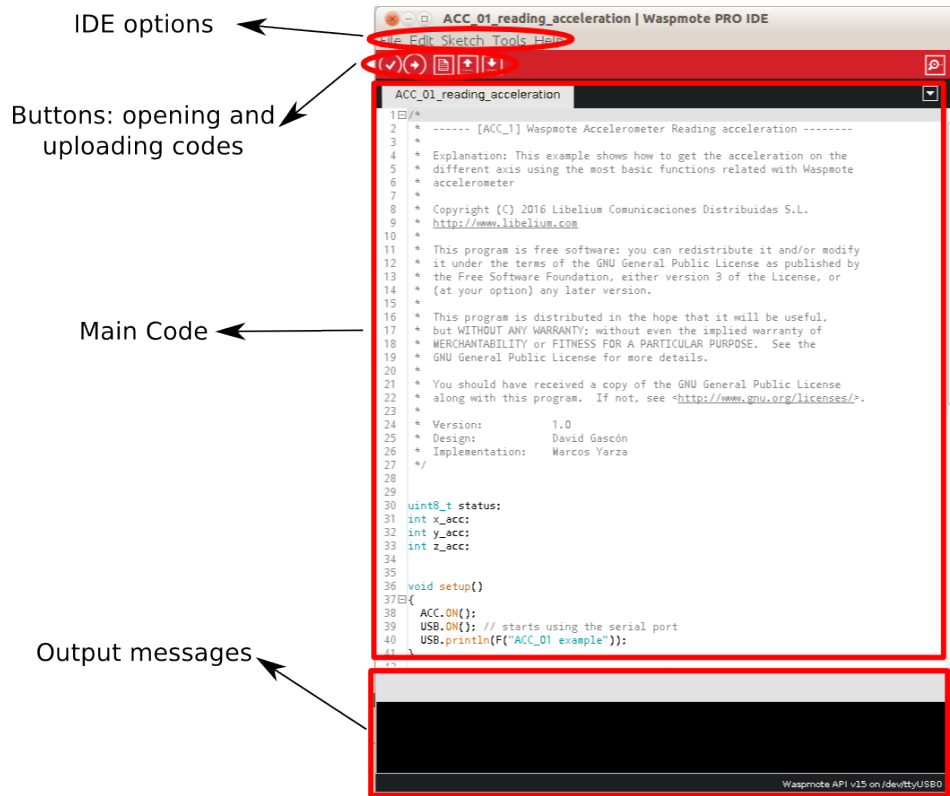 IDE options
Buttons: opening and
uploading codes
Main Code
Output messages
ACC_01_reading_acceleration | Waspmote PRO IDE
File Edit Sketch Tools Help
ACC_01_reading_acceleration
1 /*
2 * ------ [ACC_1] Waspmote Accelerometer Reading acceleration --------
3 *
4 * Explanation: This example shows how to get the acceleration on the
5 * different axis using the most basic functions related with Waspmote
6 * accelerometer
7 *
8 * Copyright (C) 2016 Libelium Comunicaciones Distribuidas S.L.
9 * http://www.libelium.com
10 *
11 * This program is free software: you can redistribute it and/or modify
12 * it under the terms of the GNU General Public License as published by
13 * the Free Software Foundation, either version 3 of the License, or
14 * (at your option) any later version.
15 *
16 * This program is distributed in the hope that it will be useful,
17 * but WITHOUT ANY WARRANTY; without even the implied warranty of
18 * MERCHANTABILITY or FITNESS FOR A PARTICULAR PURPOSE. See the
19 * GNU General Public License for more details.
20 *
21 * You should have received a copy of the GNU General Public License
22 * along with this program. If not, see <http://www.gnu.org/licenses/>.
23 *
24 * Version: 1.0
25 * Design: David Gascón
26 * Implementation: Marcos Yarza
27 */
28
29
30 uint8_t status;
31 int x_acc;
32 int y_acc;
33 int z_acc;
34
35
36 void setup()
37 {
38 ACC.ON();
39 USB.ON(); // starts using the serial port
40 USB.println(F("ACC_01 example"));
41 }
42
Waspmote API v15 on /dev/ttyUSB0